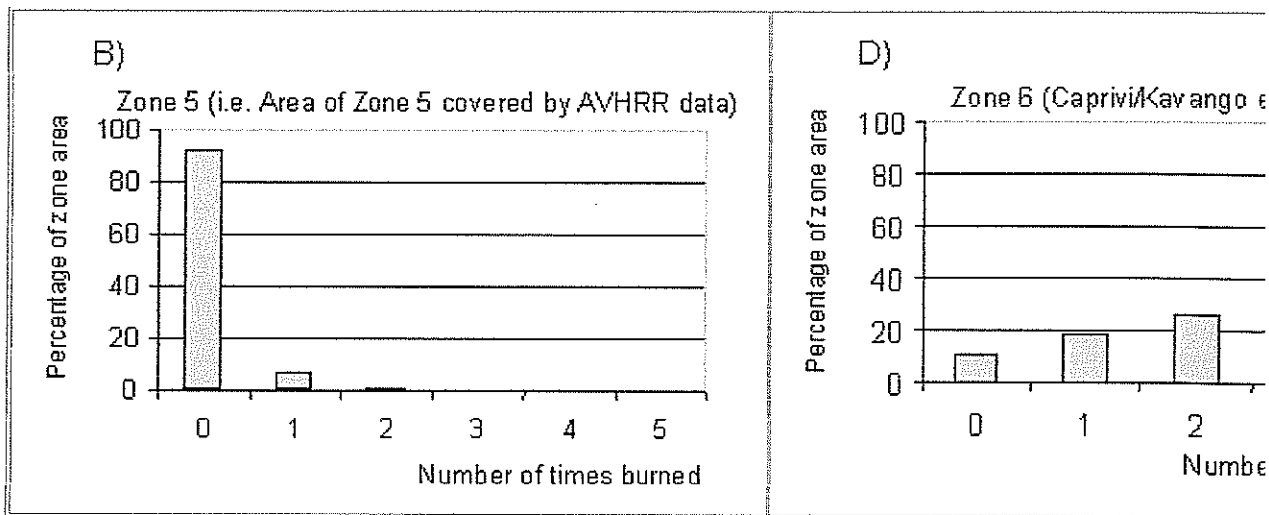 B)
Zone 5 (i.e. Area of Zone 5 covered by AVHRR data)
Percentage of zone area
100
80
60
40
20
0
0 1 2 3 4 5
Number of times burned
D)
Zone 6 (Caprivi/Kavango e
Percentage of zone area
100
80
60
40
20
0
0 1 2
Numbe